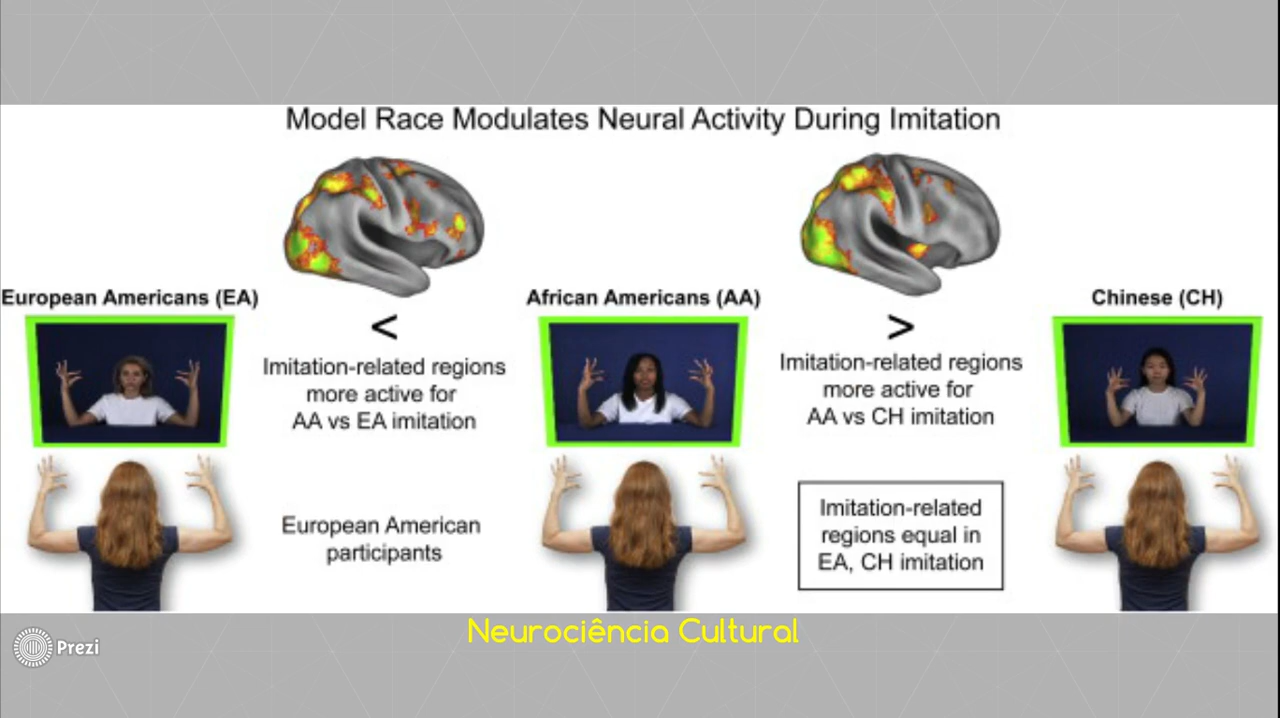 Model Race Modulates Neural Activity During Imitation
European Americans (EA)
African Americans (AA)
Chinese (CH)
<
>
Imitation-related regions
more active for
AA vs EA imitation
Imitation-related regions
more active for
AA vs CH imitation
European American
participants
Imitation-related
regions equal in
EA, CH imitation
Neurociência Cultural
Prezi